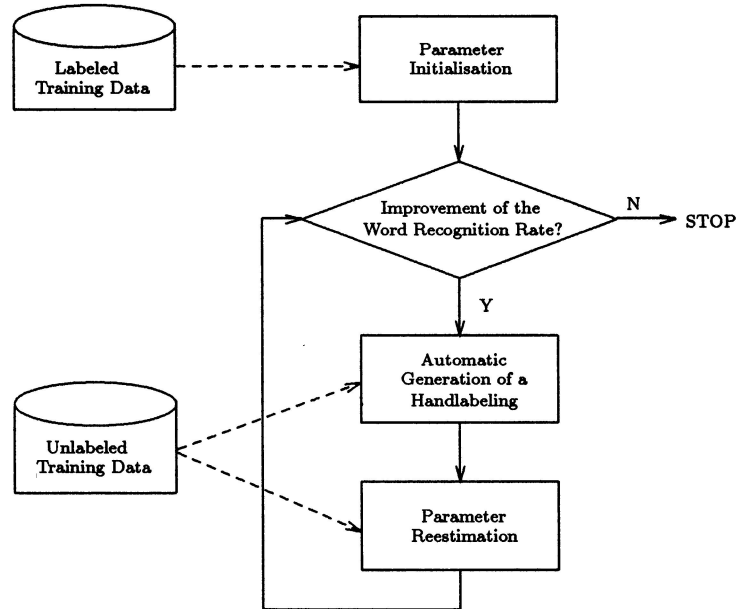 Labeled
Training Data
Parameter
Initialisation
Improvement of the
Word Recognition Rate?
N
STOP
Y
Automatic
Generation of a
Handlabeling
Unlabeled
Training Data
Parameter
Reestimation